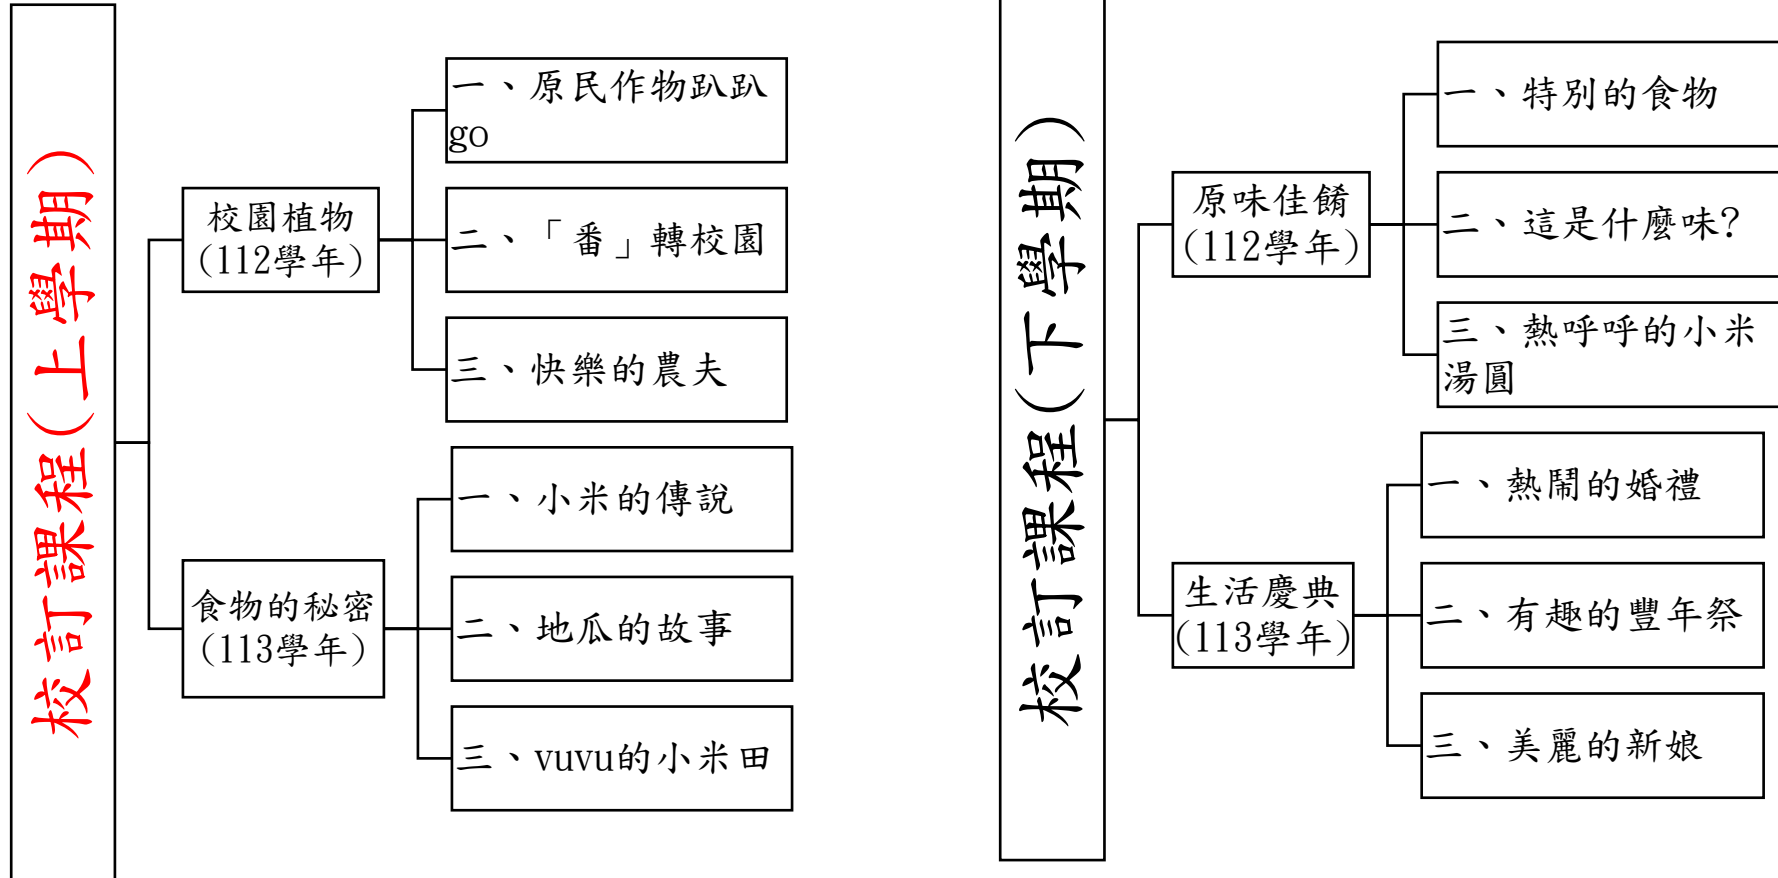 校訂課程(上學期)
校園植物
(112學年)
一、原民作物趴趴
go
二、「番」轉校園
三、快樂的農夫
食物的秘密
(113學年)
一、小米的傳說
二、地瓜的故事
三、vuvu的小米田
校訂課程(下學期)
原味佳餚
(112學年)
一、特別的食物
二、這是什麼味?
三、熱呼呼的小米
湯圓
生活慶典
(113學年)
一、熱鬧的婚禮
二、有趣的豐年祭
三、美麗的新娘